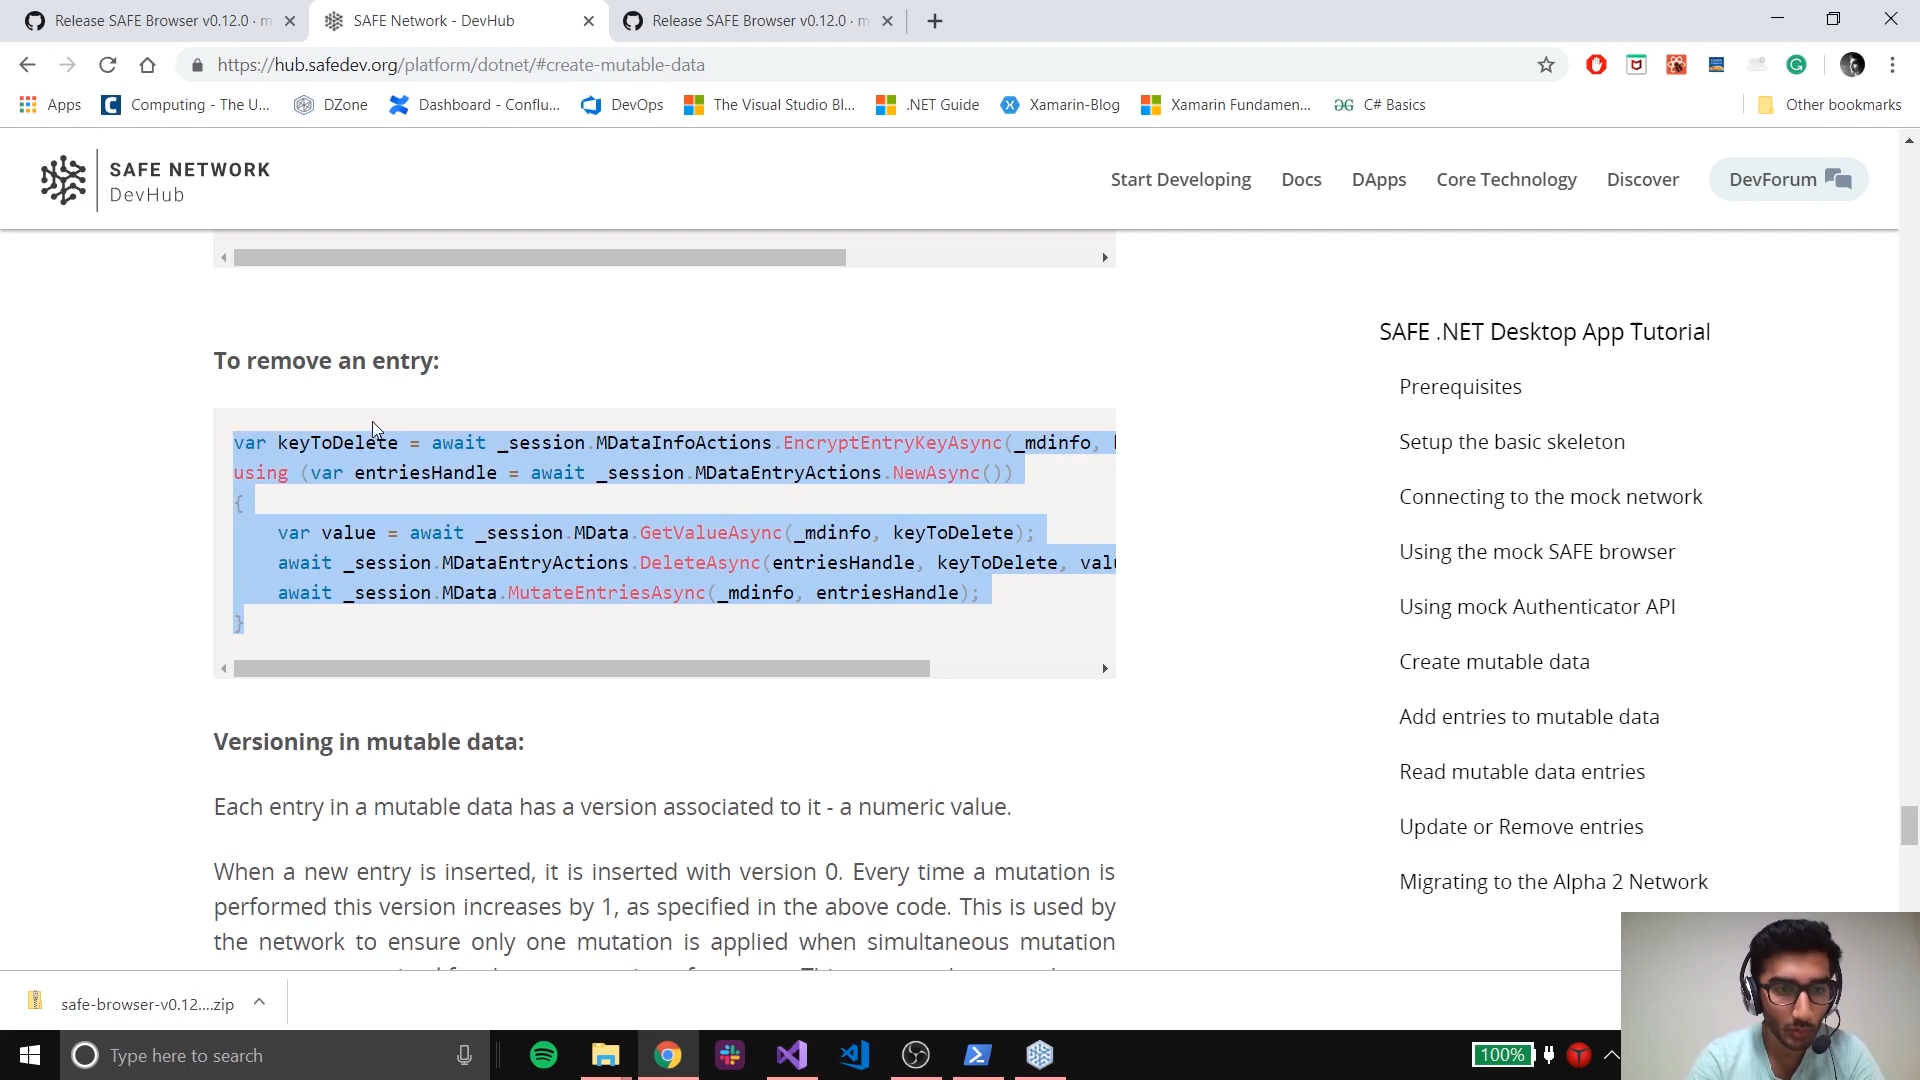 Release SAFE Browser v0.12.0 · m
SAFE Network - DevHub
Release SAFE Browser v0.12.0 · m
https://hub.safedev.org/platform/dotnet/#create-mutable-data
Apps
Computing - The U...
DZone
Dashboard - Conflu...
DevOps
The Visual Studio Bl...
.NET Guide
Xamarin-Blog
Xamarin Fundamen...
C# Basics
Other bookmarks
SAFE NETWORK
DevHub
Start Developing
Docs
DApps
Core Technology
Discover
DevForum
To remove an entry:
var keyToDelete = await _session.MDataInfoActions.EncryptEntryKeyAsync(_mdinfo,
using (var entriesHandle = await _session.MDataEntryActions.NewAsync())
{
var value = await _session.MData.GetValueAsync(_mdinfo, keyToDelete);
await _session.MDataEntryActions.DeleteAsync(entriesHandle, keyToDelete, valu
await _session.MData.MutateEntriesAsync(_mdinfo, entriesHandle);
}
Versioning in mutable data:
Each entry in a mutable data has a version associated to it - a numeric value.
When a new entry is inserted, it is inserted with version 0. Every time a mutation is
performed this version increases by 1, as specified in the above code. This is used by
the network to ensure only one mutation is applied when simultaneous mutation
SAFE .NET Desktop App Tutorial
Prerequisites
Setup the basic skeleton
Connecting to the mock network
Using the mock SAFE browser
Using mock Authenticator API
Create mutable data
Add entries to mutable data
Read mutable data entries
Update or Remove entries
Migrating to the Alpha 2 Network
safe-browser-v0.12....zip
Type here to search
100%